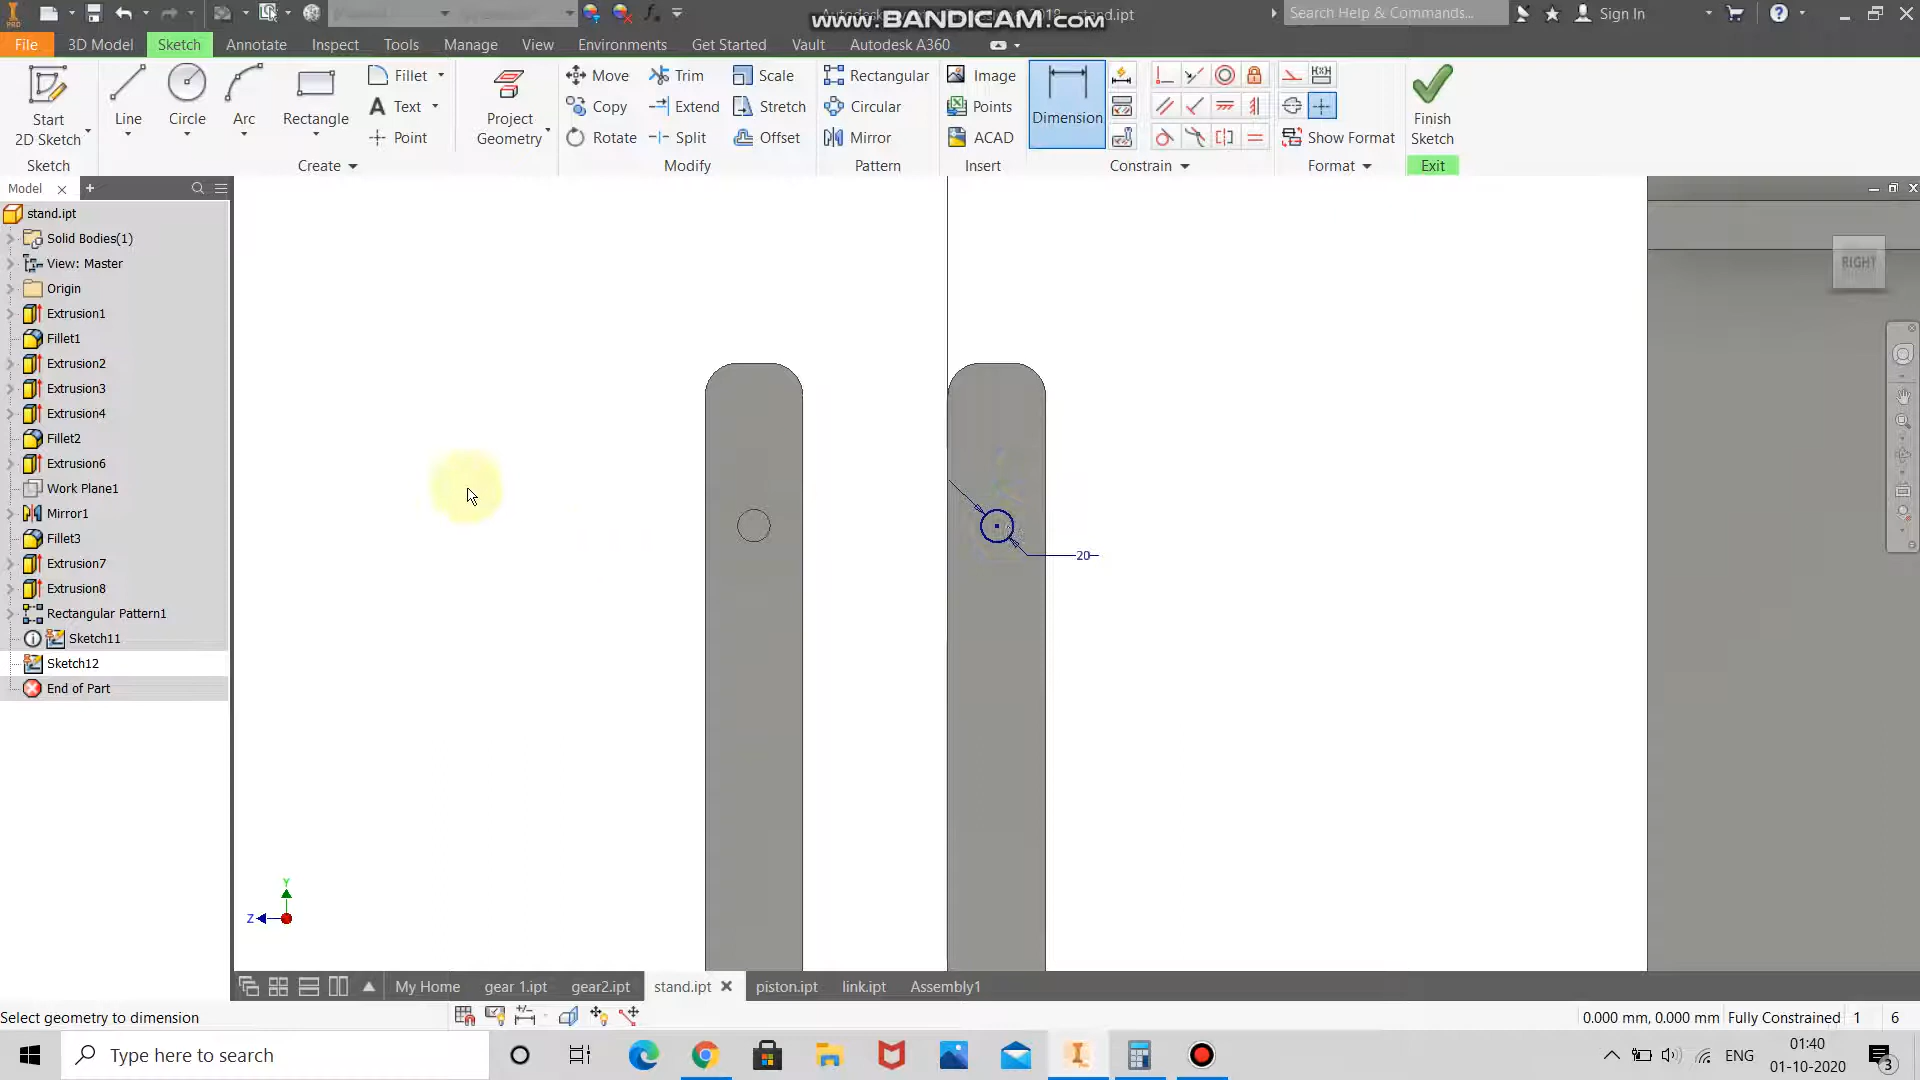 www.BANDICAM.com
stand.ipt
Search Help & Commands...
Sign In
File 3D Model Sketch Annotate Inspect Tools Manage View Environments Get Started Vault Autodesk A360
Start
2D Sketch
Line
Circle
Arc
Rectangle
Fillet
Text
Point
Project
Geometry
Move
Copy
Rotate
Trim
Extend
Split
Scale
Stretch
Offset
Rectangular
Circular
Mirror
Image
Points
ACAD
Dimension
Show Format
Finish
Sketch
Sketch Create Modify Pattern Insert Constrain Format Exit
Model
stand.ipt
Solid Bodies(1)
View: Master
Origin
Extrusion1
Fillet1
Extrusion2
Extrusion3
Extrusion4
Fillet2
Extrusion6
Work Plane1
Mirror1
Fillet3
Extrusion7
Extrusion8
Rectangular Pattern1
Sketch11
Sketch12
End of Part
RIGHT
20
Y
Z
My Home gear 1.ipt gear2.ipt stand.ipt piston.ipt link.ipt Assembly1
Select geometry to dimension
0.000 mm, 0.000 mm Fully Constrained 1 6
Type here to search
ENG
01:40
01-10-2020
3